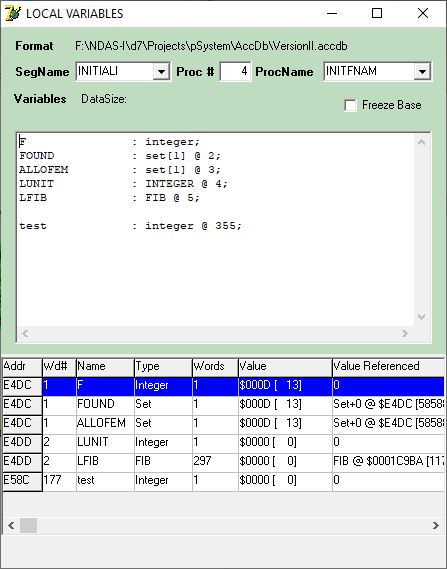 LOCAL VARIABLES
Format F:\NDAS-I\d7\Projects\pSystem\AccDb\VersionII.accdb
SegName INITIALI Proc # 4 ProcName INITFNAM
Variables DataSize: Freeze Base
F : integer;
FOUND : set[1] @ 2;
ALLOFEM : set[1] @ 3;
LUNIT : INTEGER @ 4;
LFIB : FIB @ 5;
test : integer @ 355;
Addr Wd# Name Type Words Value Value Referenced
E4DC 1 F Integer 1 $000D [ 13] 0
E4DC 1 FOUND Set 1 $000D [ 13] Set+0 @ $E4DC [5858
E4DC 1 ALLOFEM Set 1 $000D [ 13] Set+0 @ $E4DC [5858
E4DD 2 LUNIT Integer 1 $0000 [ 0] 0
E4DD 2 LFIB FIB 297 $0000 [ 0] FIB @ $0001C9BA [117
E58C 177 test Integer 1 $0000 [ 0] 0